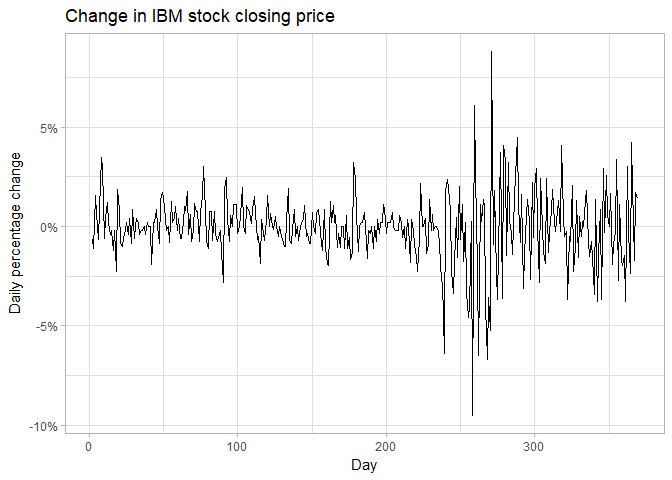 Change in IBM stock closing price
Daily percentage change
5%
0%
-5%
-10%
0 100 200 300
Day